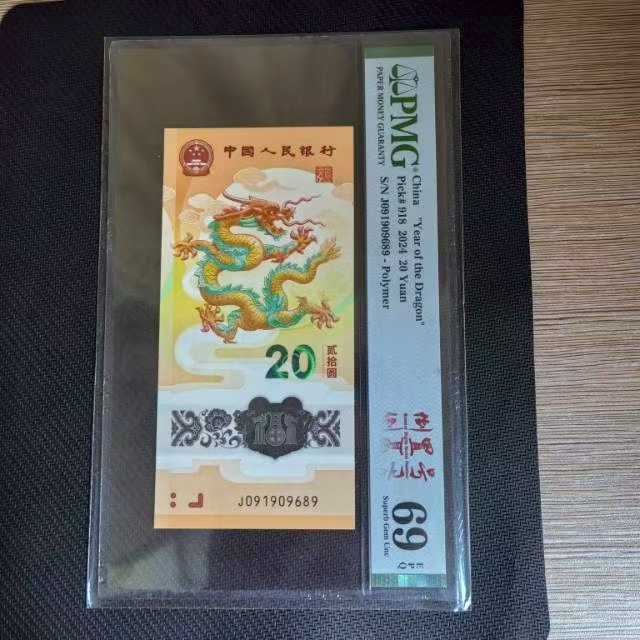 中国人民银行
20
贰拾圆
J091909689
PMG
PAPER MONEY GUARANTY
China "Year of the Dragon"
Pick# 918 2024 20 Yuan
S/N J091909689 - Polymer
69
EPQ
Superb Gem Unc